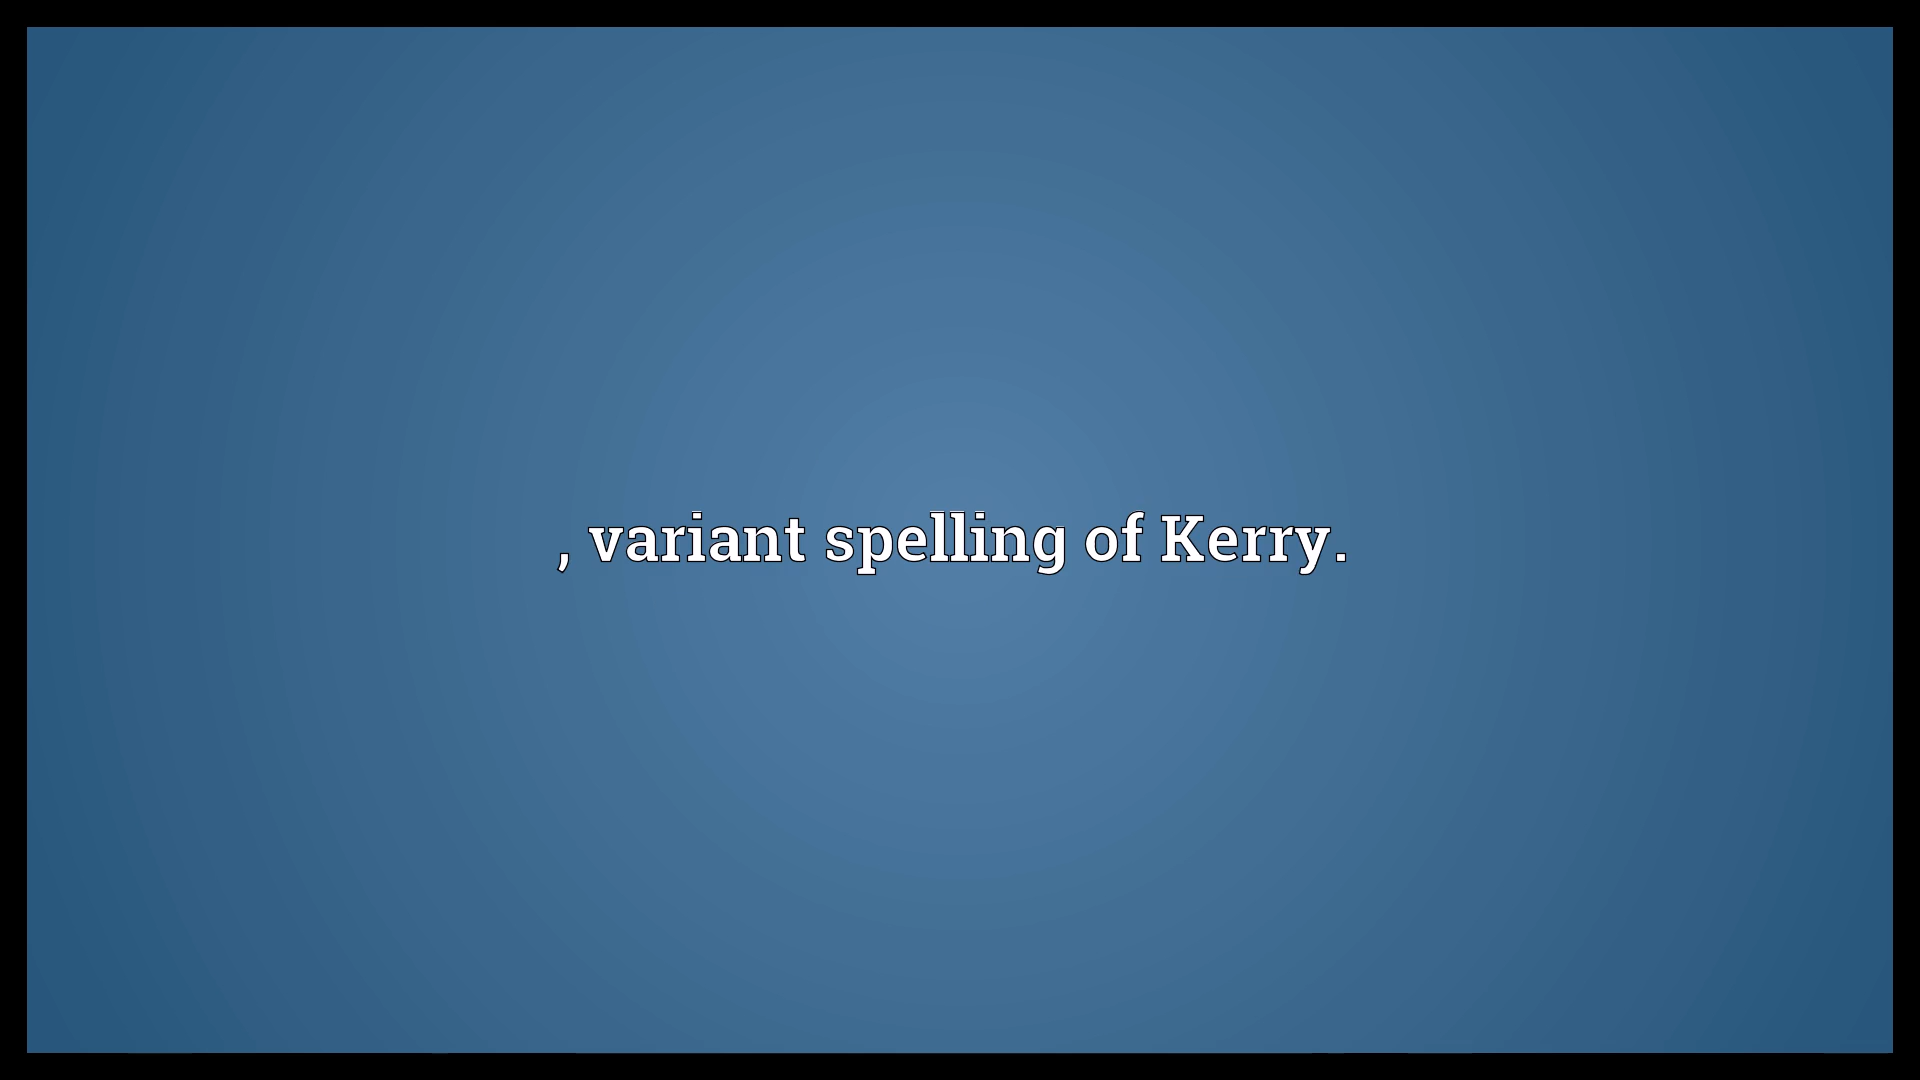 , variant spelling of Kerry.